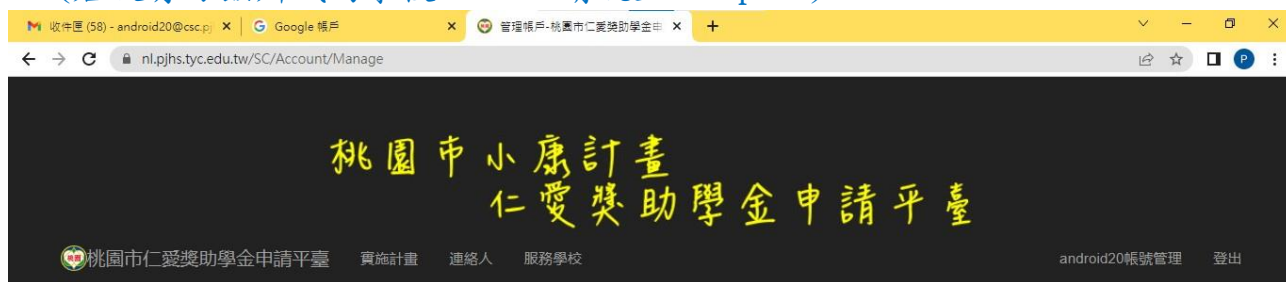 收件匣 (58) - android20@csc.pj
Google 帳戶
管理帳戶-桃園市仁愛獎助學金申
nl.pjhs.tyc.edu.tw/SC/Account/Manage
P
桃園市小康計畫
仁愛獎助學金申請平臺
桃園市仁愛獎助學金申請平臺 實施計畫 連絡人 服務學校 android20帳號管理 登出